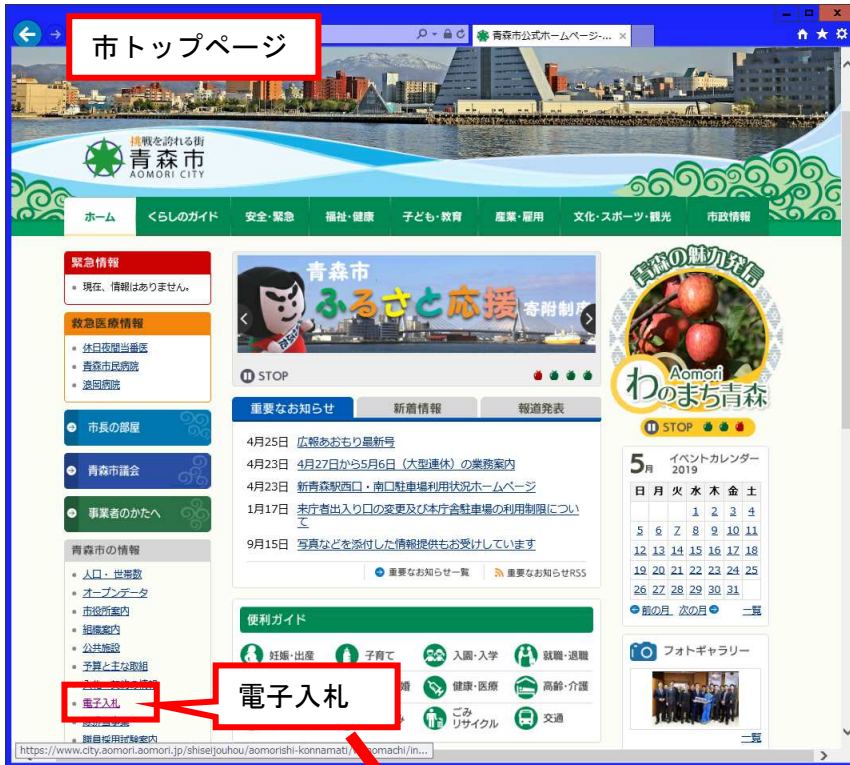 市トップページ
青森市公式ホームページ-... ×
挑戦を誇れる街
青森市
AOMORI CITY
ホーム くらしのガイド 安全・緊急 福祉・健康 子ども・教育 産業・雇用 文化・スポーツ・観光 市政情報
緊急情報
現在、情報はありません。
救急医療情報
休日夜間当番医
青森市民病院
浪岡病院
市長の部屋
青森市議会
事業者のかたへ
青森市の情報
人口・世帯数
オープンデータ
市役所案内
組織案内
公共施設
予算と主な取組
電子入札
職員採用試験案内
青森市
ふるさと応援 寄附制度
STOP
重要なお知らせ 新着情報 報道発表
4月25日 広報あおもり最新号
4月23日 4月27日から5月6日（大型連休）の業務案内
4月23日 新青森駅西口・南口駐車場利用状況ホームページ
1月17日 来庁者出入り口の変更及び本庁舎駐車場の利用制限につい
て
9月15日 写真などを添付した情報提供もお受けしています
重要なお知らせ一覧 重要なお知らせRSS
便利ガイド
妊娠・出産 子育て 入園・入学 就職・退職
電子入札
婚 健康・医療 高齢・介護
ごみ
リサイクル 交通
青森の魅力発信
Aomori
わのまち青森
STOP
5月 イベントカレンダー
2019
日 月 火 水 木 金 土
1 2 3 4
5 6 7 8 9 10 11
12 13 14 15 16 17 18
19 20 21 22 23 24 25
26 27 28 29 30 31
前の月 次の月 一覧
フォトギャラリー
一覧
https://www.city.aomori.aomori.jp/shiseijouhou/aomorishi-konnamati/
machi/in...